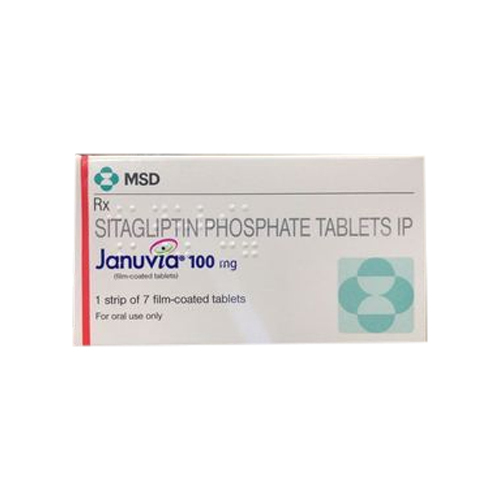 MSD
Rx
SITAGLIPTIN PHOSPHATE TABLETS IP
Januvia® 100 mg
(film-coated tablets)
1 strip of 7 film-coated tablets
For oral use only